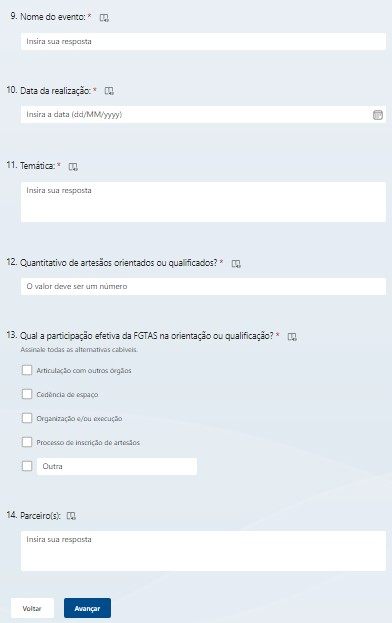 9. Nome do evento: *
Insira sua resposta
10. Data da realização: *
Insira a data (dd/MM/yyyy)
11. Temática: *
Insira sua resposta
12. Quantitativo de artesãos orientados ou qualificados? *
O valor deve ser um número
13. Qual a participação efetiva da FGTAS na orientação ou qualificação? *
Assinale todas as alternativas cabíveis.
Articulação com outros órgãos
Cedência de espaço
Organização e/ou execução
Processo de inscrição de artesãos
Outra
14. Parceiro(s):
Insira sua resposta
Voltar Avançar